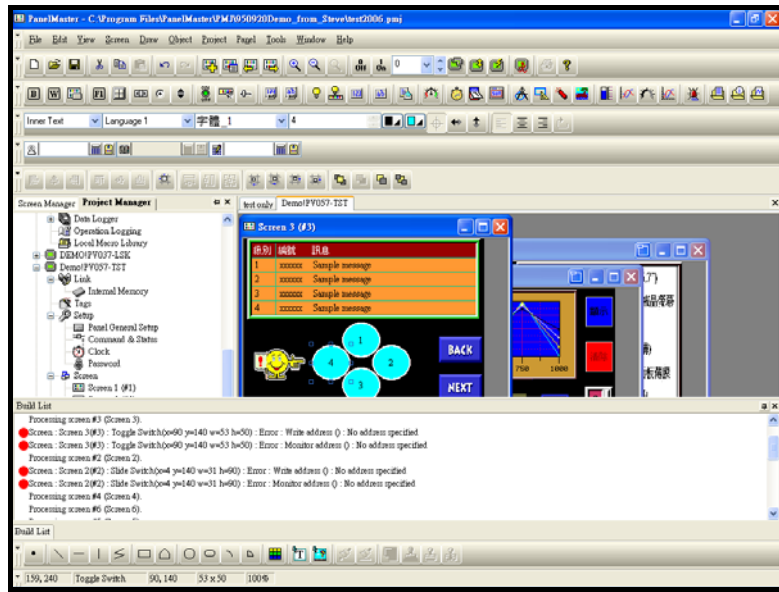 PanelMaster - C:\Program Files\PanelMaster\PMJ\950920Demo_from_Steve\test2006.pmj
File Edit View Screen Draw Object Project Panel Tools Window Help
0
Inner Text Language 1 字體_1 4
Screen Manager Project Manager
test only Demo!PV057-TST
Data Logger
Operation Logging
Local Macro Library
DEMO!PV037-LSK
Demo!PV057-TST
Link
Internal Memory
Tags
Setup
Panel General Setup
Command & Status
Clock
Password
Screen
Screen 1 (#1)
Screen 3 (#3)
編號
1 xxxxxx Sample message
2 xxxxxx Sample message
3 xxxxxx Sample message
4 xxxxxx Sample message
1
4 2
3
BACK
NEXT
750 1000
Build List
Processing screen #3 (Screen 3).
Screen : Screen 3(#3) : Toggle Switch(x=90 y=140 w=53 h=50) : Error : Write address () : No address specified
Screen : Screen 3(#3) : Toggle Switch(x=90 y=140 w=53 h=50) : Error : Monitor address () : No address specified
Processing screen #2 (Screen 2).
Screen : Screen 2(#2) : Slide Switch(x=4 y=140 w=31 h=90) : Error : Write address () : No address specified
Screen : Screen 2(#2) : Slide Switch(x=4 y=140 w=31 h=90) : Error : Monitor address () : No address specified
Processing screen #4 (Screen 4).
Processing screen #6 (Screen 6).
Build List
159, 240 Toggle Switch 90, 140 53 x 50 100%